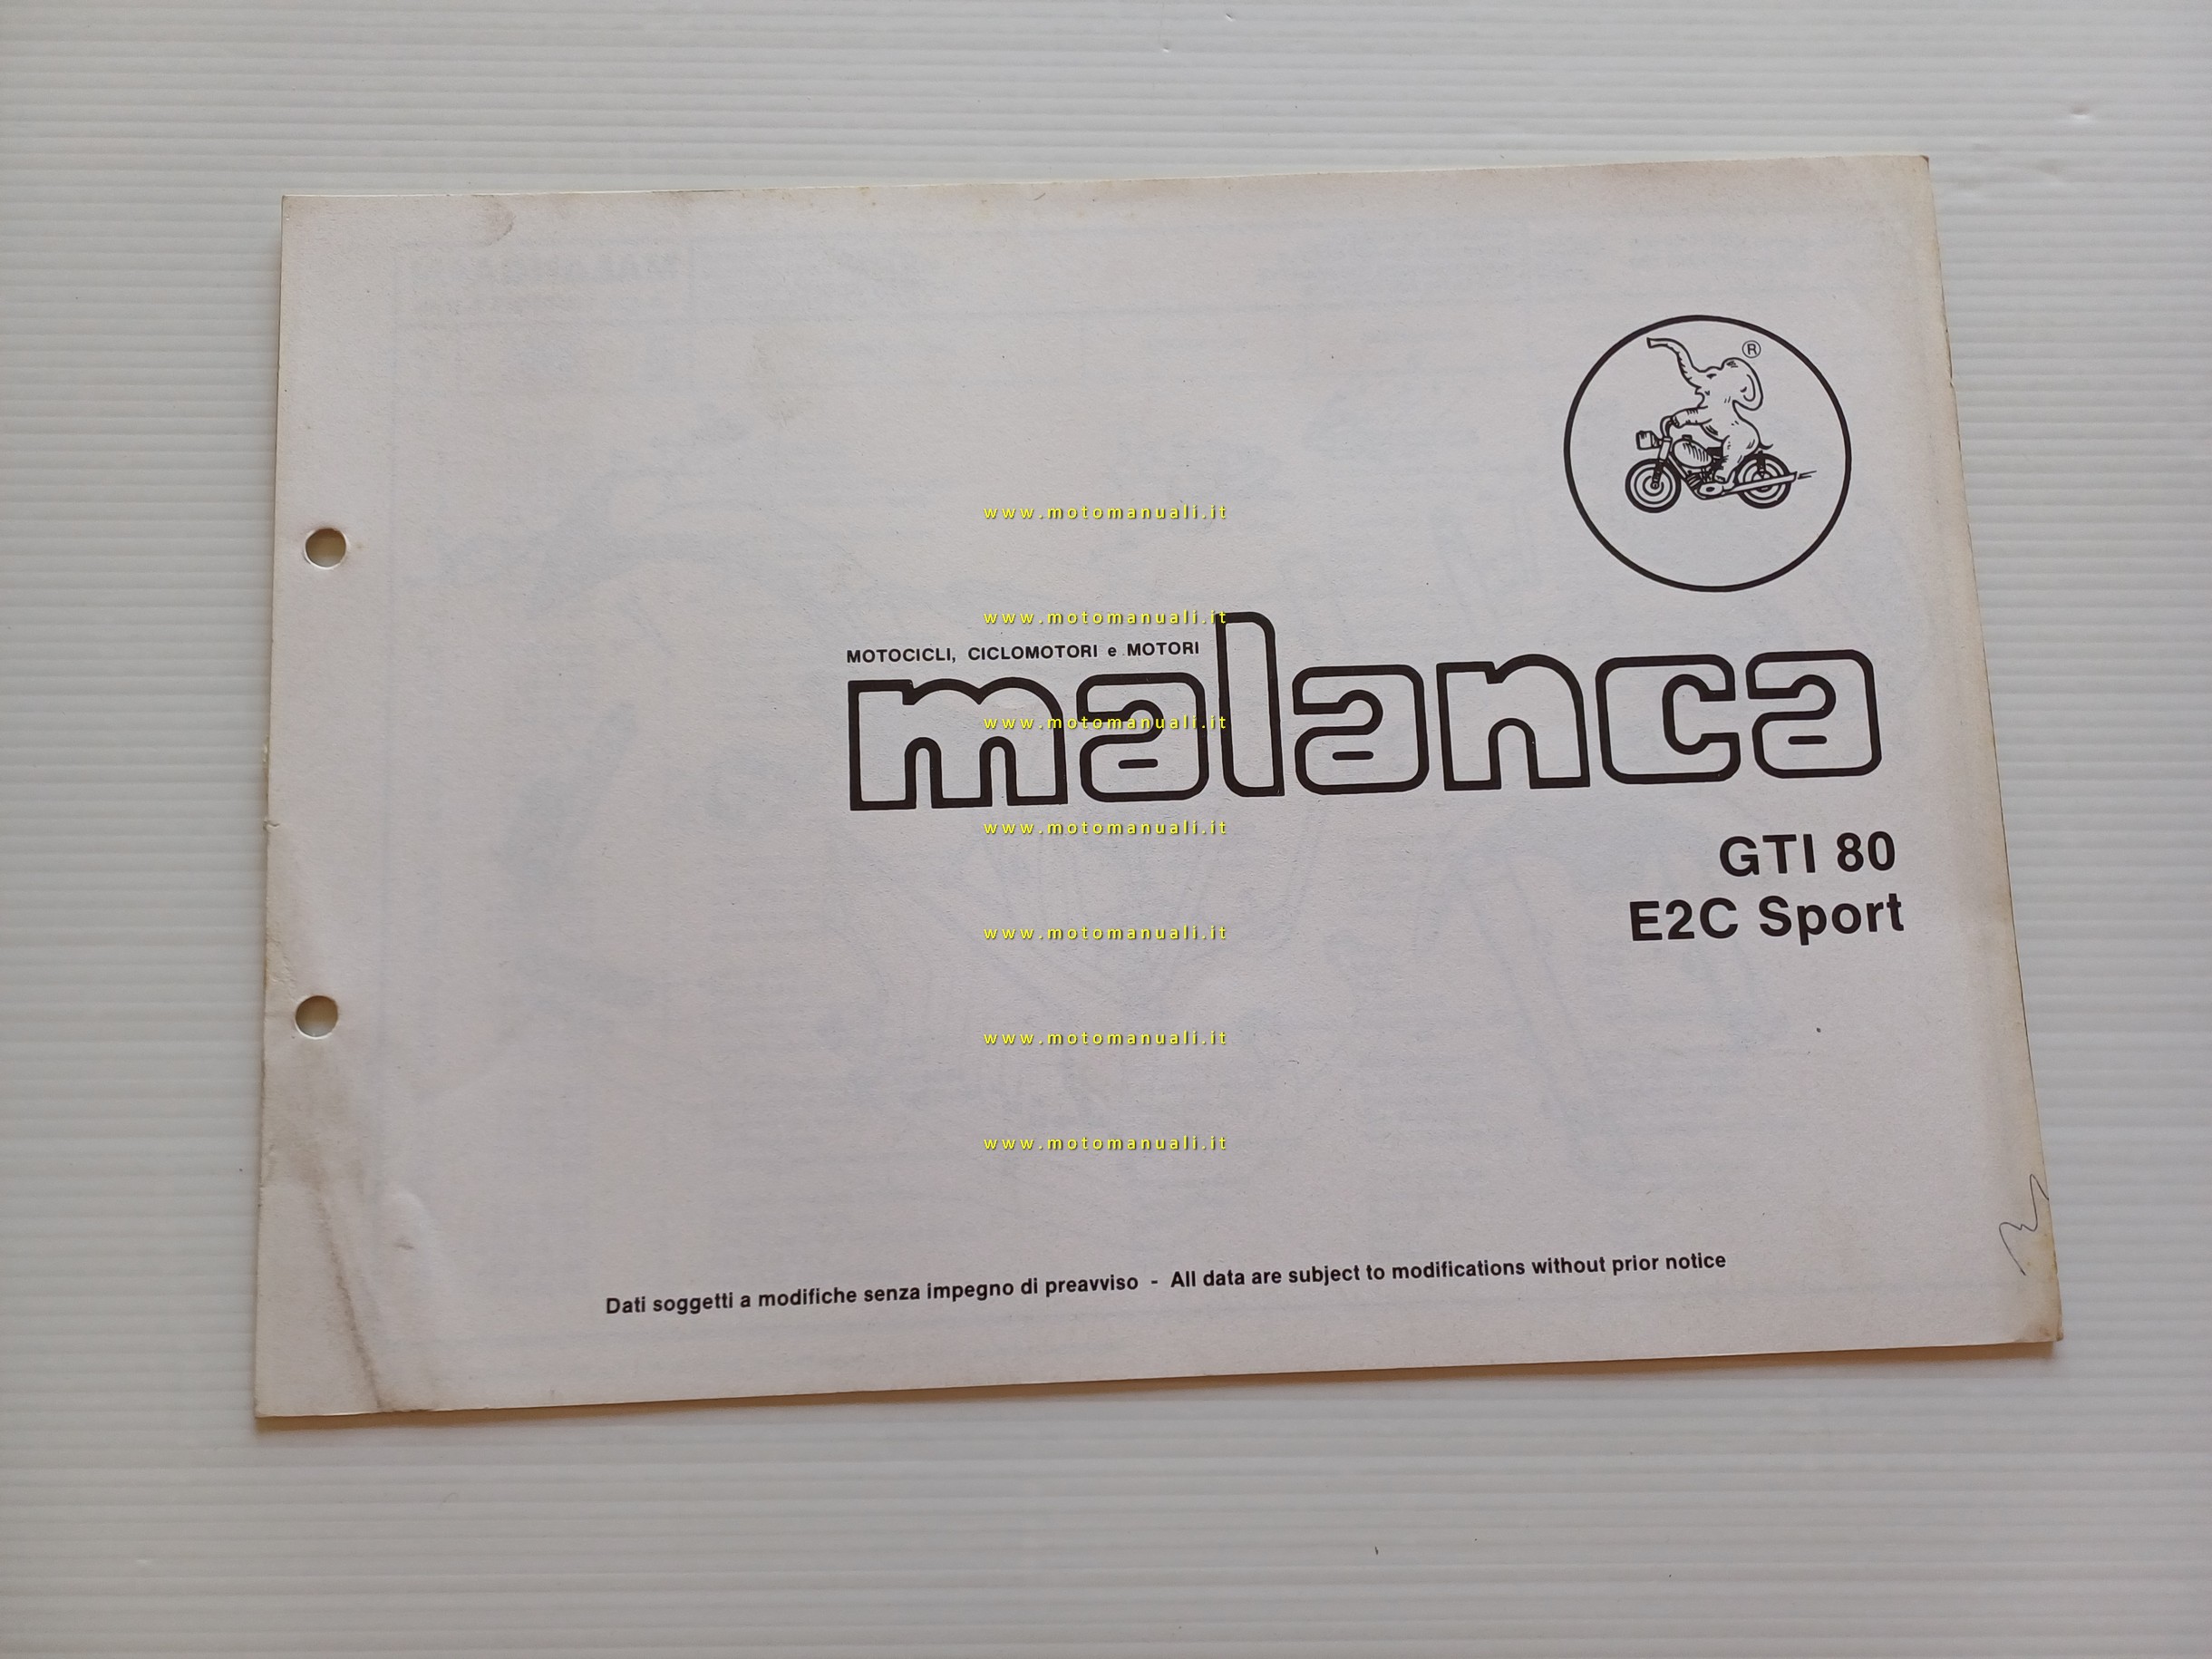 ®
www.motomanuali.it
www.motomanuali.it
MOTOCICLI, CICLOMOTORI e MOTORI
malanca
www.motomanuali.it
www.motomanuali.it
GTI 80
E2C Sport
www.motomanuali.it
www.motomanuali.it
www.motomanuali.it
Dati soggetti a modifiche senza impegno di preavviso - All data are subject to modifications without prior notice